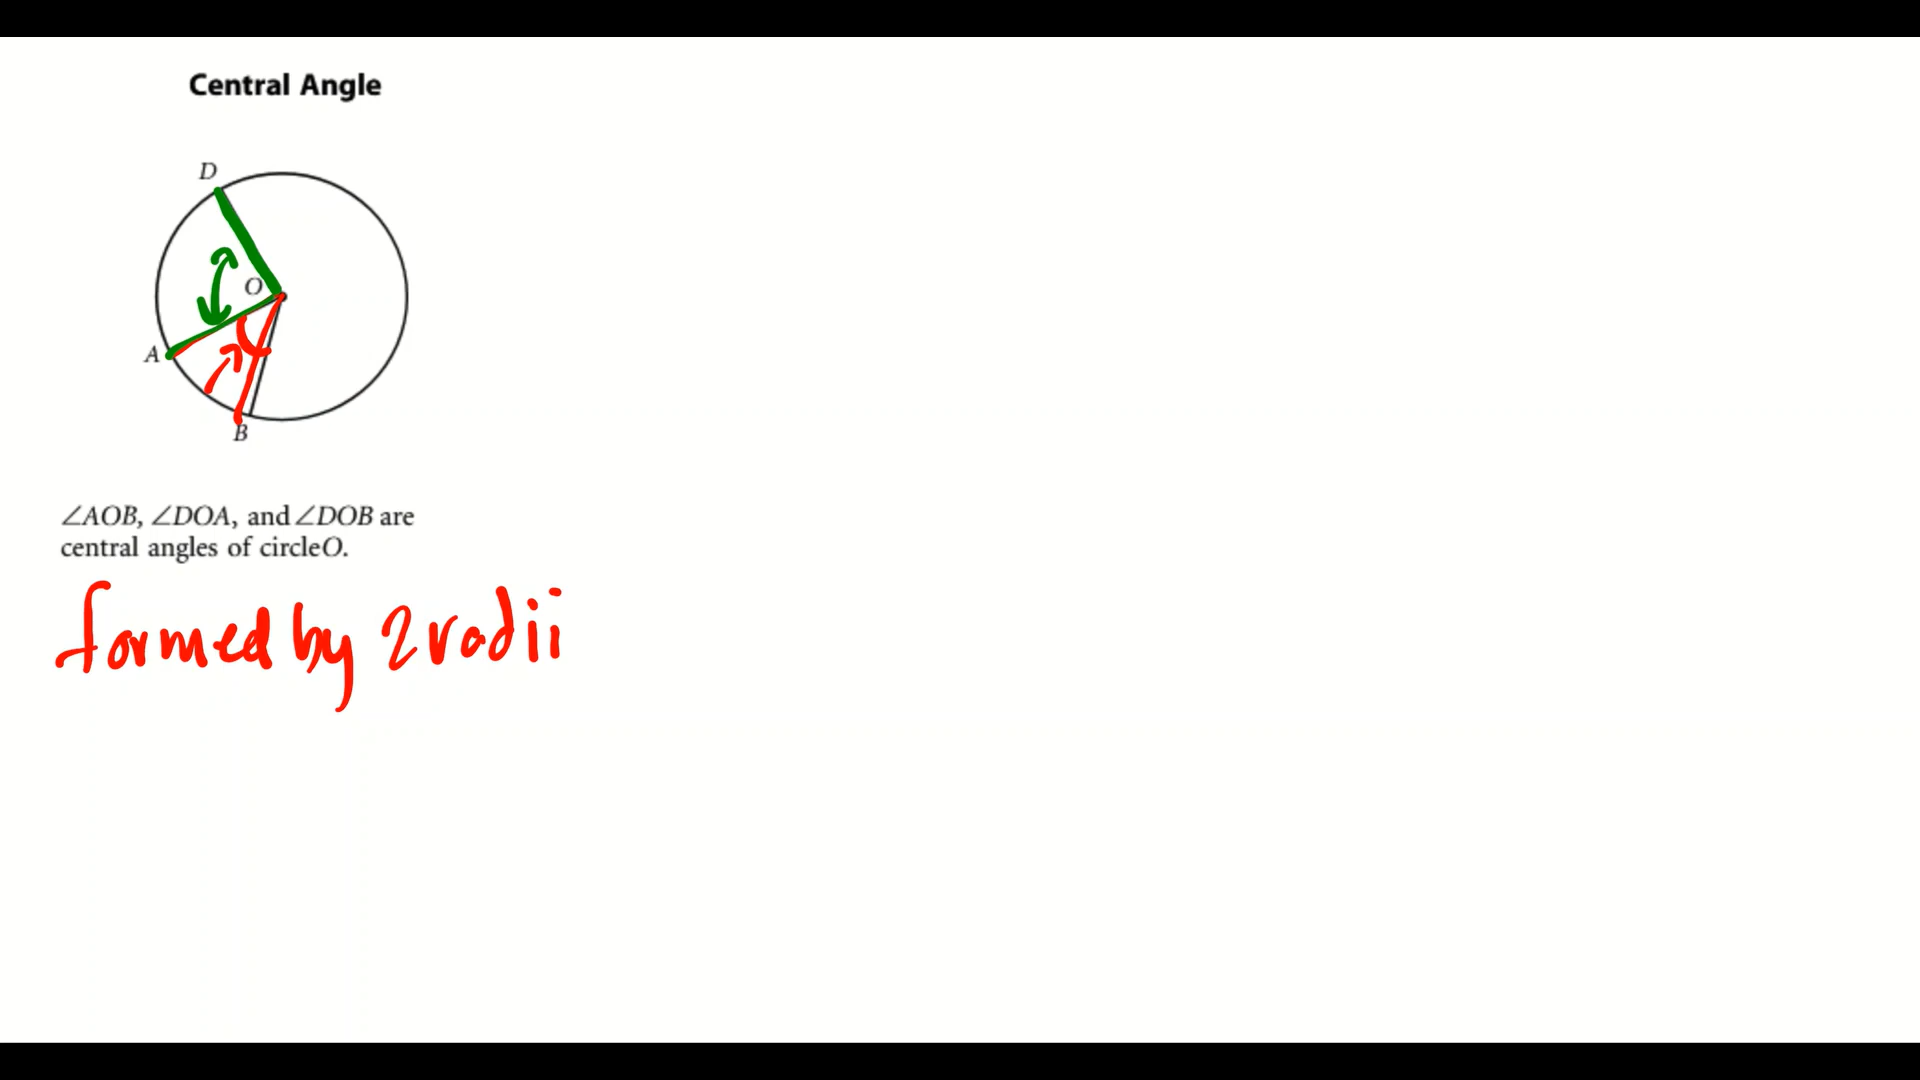 Central Angle
D
O
A
B
∠AOB, ∠DOA, and ∠DOB are
central angles of circle O.
formed by 2 radii